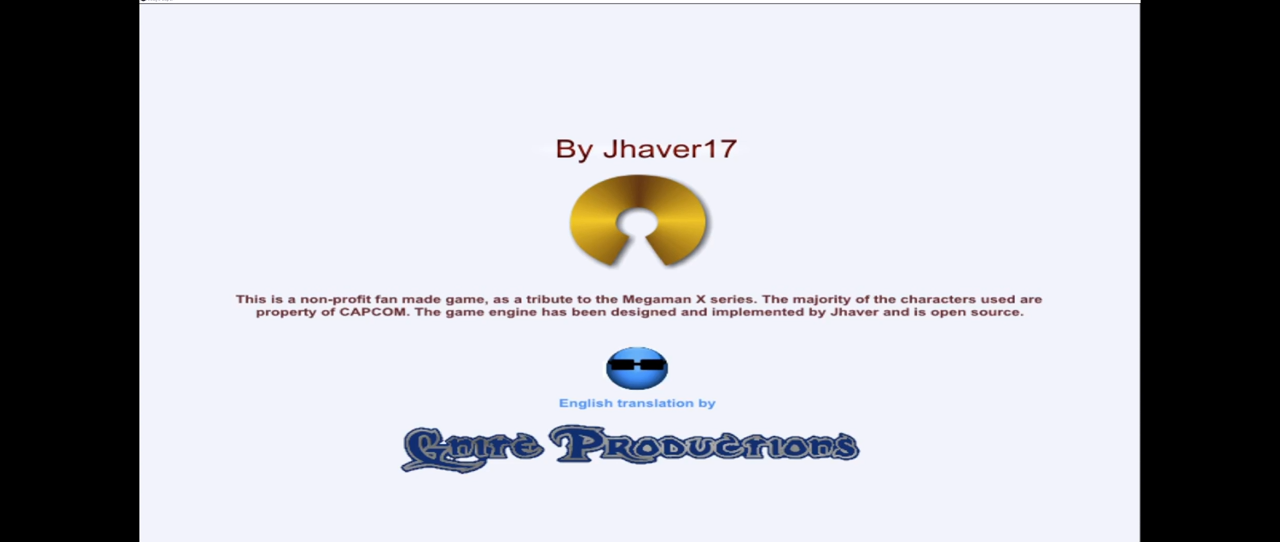 By Jhaver17
This is a non-profit fan made game, as a tribute to the Megaman X series. The majority of the characters used are
property of CAPCOM. The game engine has been designed and implemented by Jhaver and is open source.
English translation by
Gnite Productions